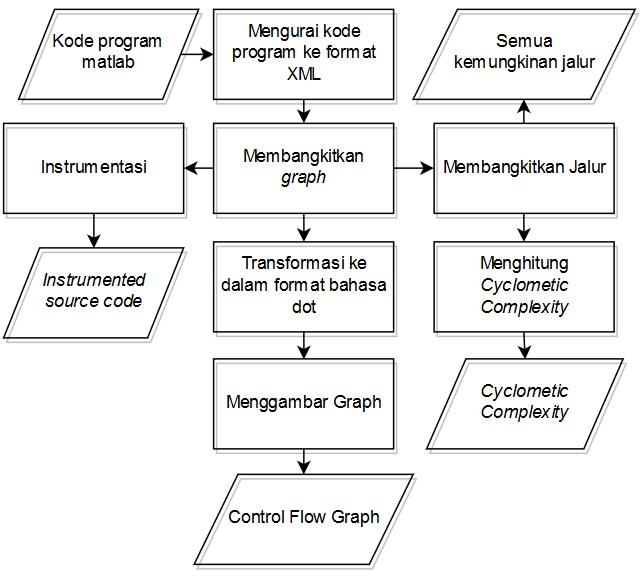 Kode program
matlab
Mengurai kode
program ke format
XML
Semua
kemungkinan jalur
Instrumentasi
Membangkitkan
graph
Membangkitkan Jalur
Instrumented
source code
Transformasi ke
dalam format bahasa
dot
Menghitung
Cyclometic
Complexity
Menggambar Graph
Cyclometic
Complexity
Control Flow Graph